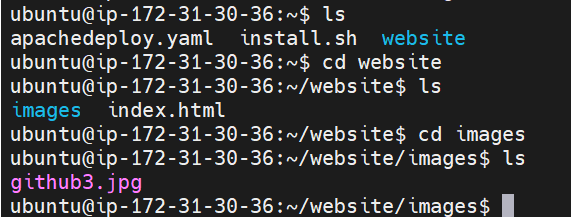 ubuntu@ip-172-31-30-36:~$ ls
apachedeploy.yaml  install.sh  website
ubuntu@ip-172-31-30-36:~$ cd website
ubuntu@ip-172-31-30-36:~/website$ ls
images  index.html
ubuntu@ip-172-31-30-36:~/website$ cd images
ubuntu@ip-172-31-30-36:~/website/images$ ls
github3.jpg
ubuntu@ip-172-31-30-36:~/website/images$